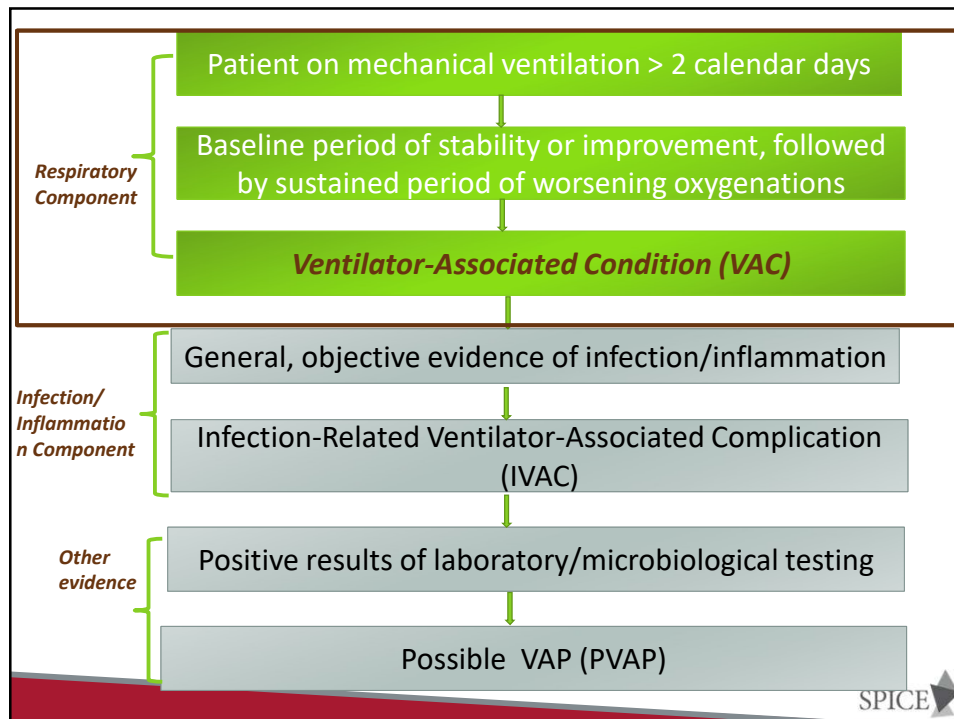 Patient on mechanical ventilation > 2 calendar days
Baseline period of stability or improvement, followed
by sustained period of worsening oxygenations
Respiratory
Component
Ventilator-Associated Condition (VAC)
General, objective evidence of infection/inflammation
Infection/
Inflammatio
n Component
Infection-Related Ventilator-Associated Complication
(IVAC)
Other
evidence
Positive results of laboratory/microbiological testing
Possible VAP (PVAP)
SPICE